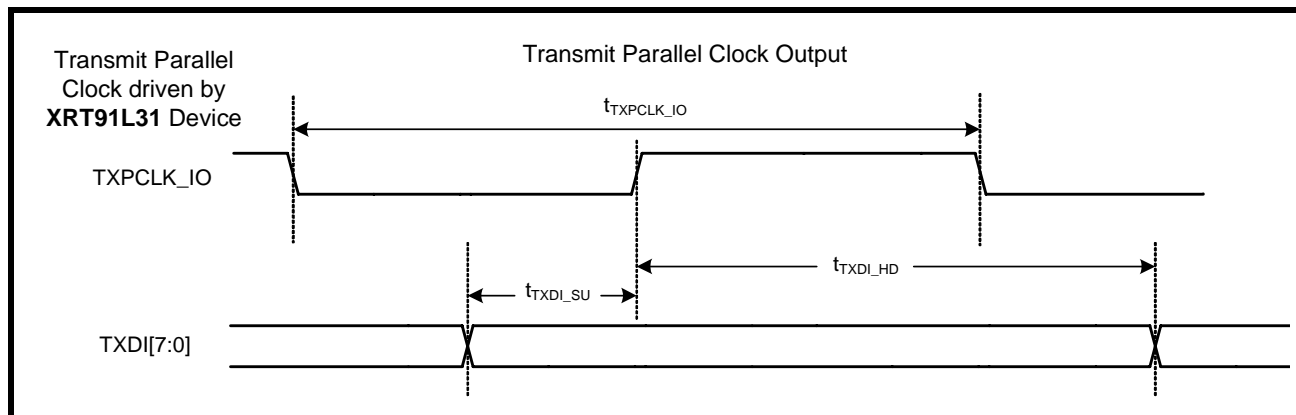 Transmit Parallel
Clock driven by
XRT91L31 Device
Transmit Parallel Clock Output
tTXPCLK_IO
TXPCLK_IO
tTXDI_HD
tTXDI_SU
TXDI[7:0]